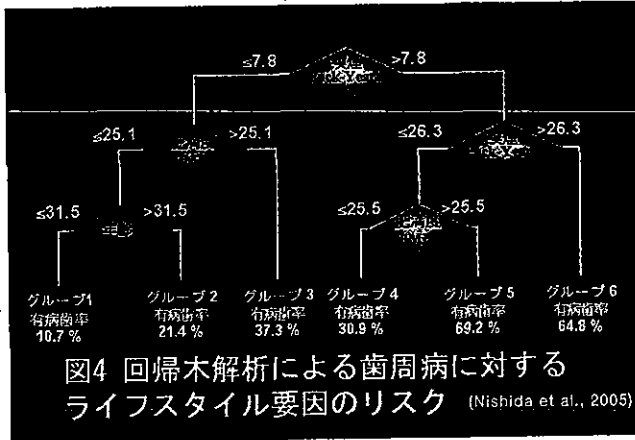 ≤7.8 >7.8
≤25.1 >25.1 ≤26.3 >26.3
≤31.5 >31.5 ≤25.5 >25.5
グループ1 グループ2 グループ3 グループ4 グループ5 グループ6
有病歯率 有病歯率 有病歯率 有病歯率 有病歯率 有病歯率
10.7 % 21.4 % 37.3 % 30.9 % 69.2 % 64.8 %
図4 回帰木解析による歯周病に対する
ライフスタイル要因のリスク (Nishida et al., 2005)